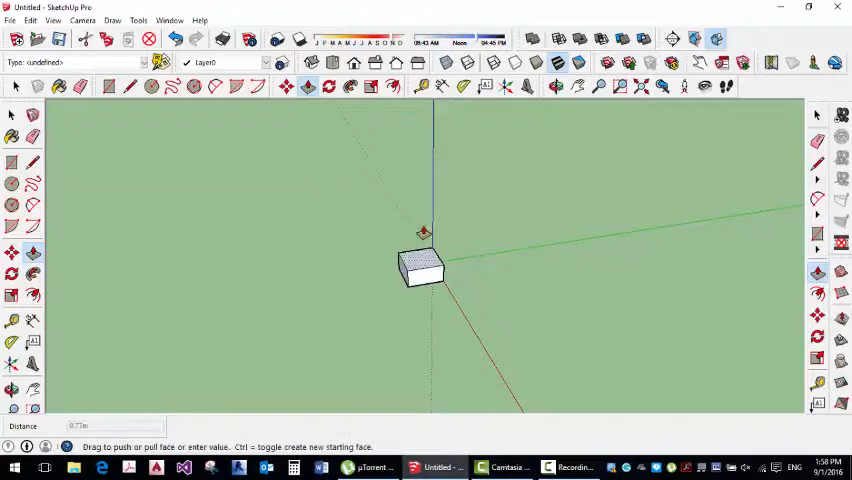 Untitled - SketchUp Pro
File Edit View Camera Draw Tools Window Help
J F M A M J J A S O N D 06:43 AM Noon 04:45 PM
Type: <undefined> Layer0
Distance 0.77m
Drag to push or pull face or enter value. Ctrl = toggle create new starting face.
µTorrent ... Untitled - ... Camtasia ... Recordin... ENG 1:58 PM
9/1/2016